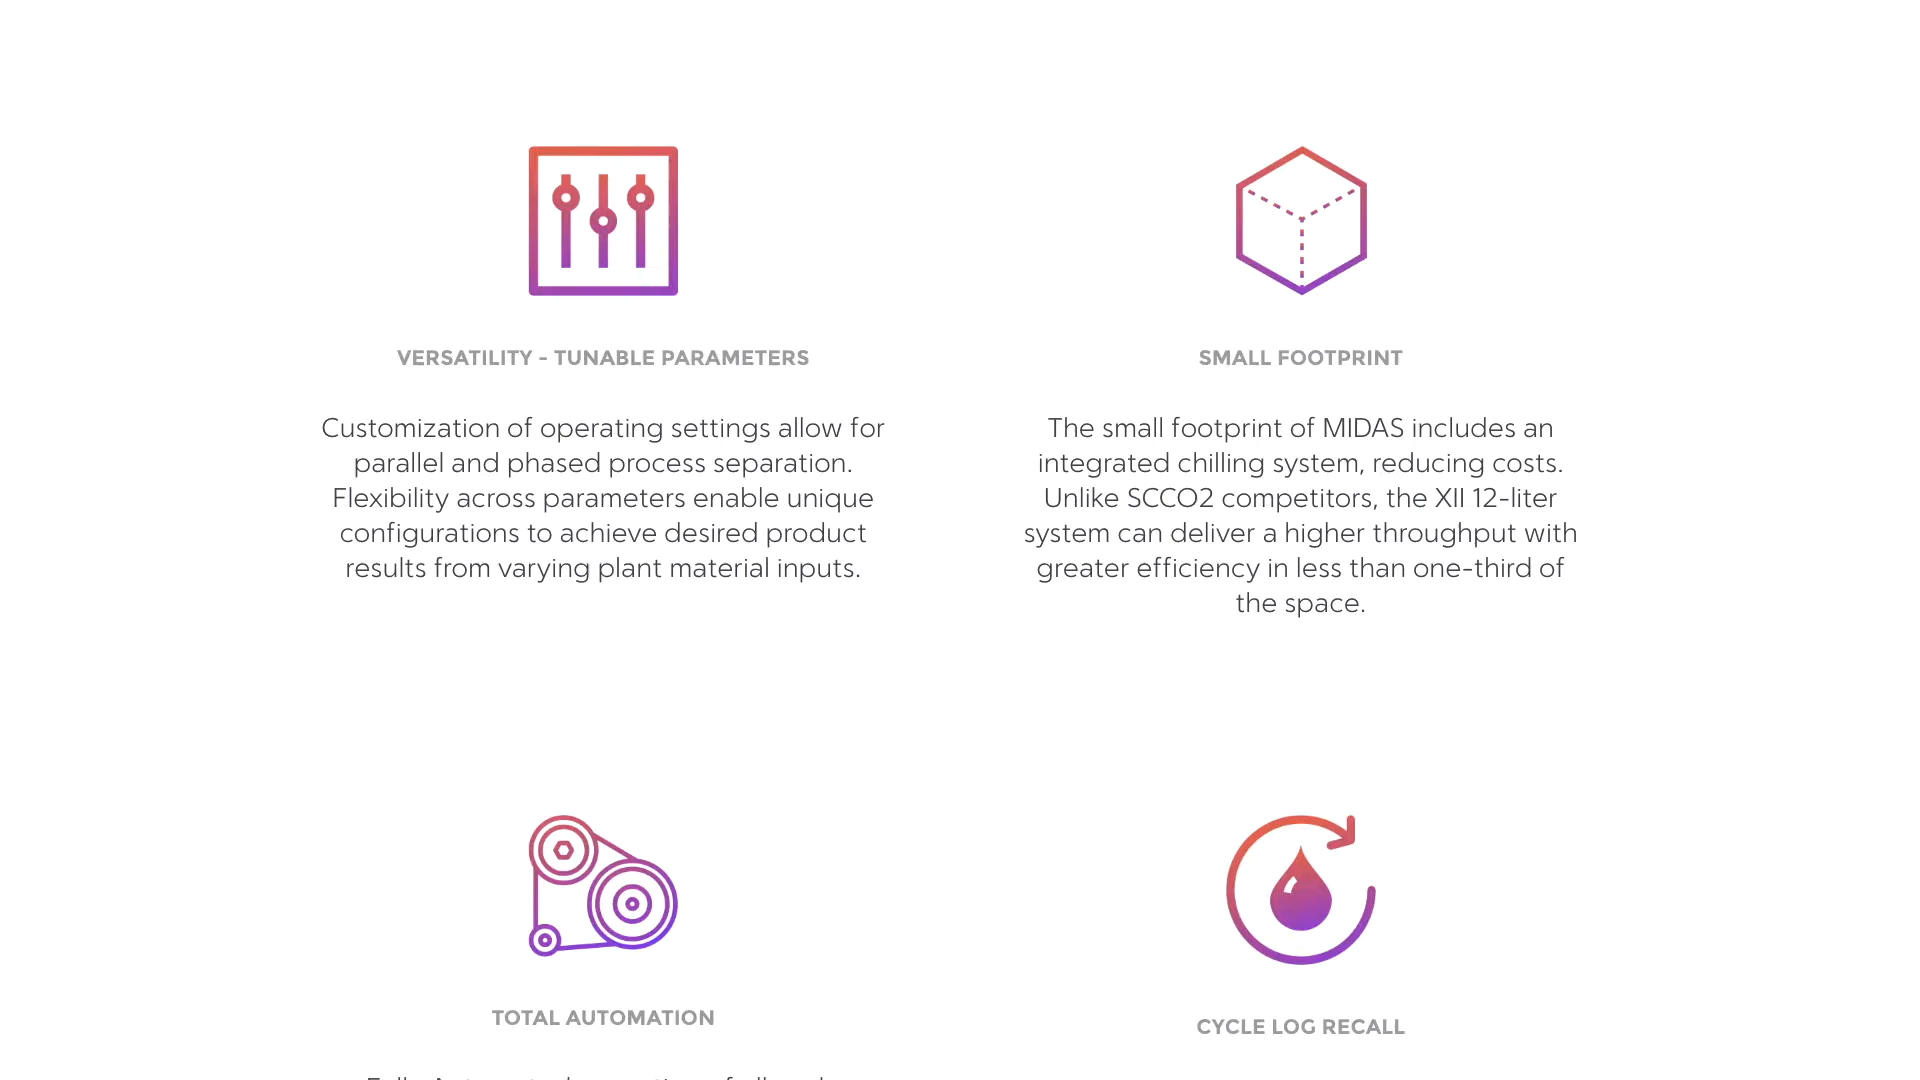 VERSATILITY - TUNABLE PARAMETERS
Customization of operating settings allow for
parallel and phased process separation.
Flexibility across parameters enable unique
configurations to achieve desired product
results from varying plant material inputs.
SMALL FOOTPRINT
The small footprint of MIDAS includes an
integrated chilling system, reducing costs.
Unlike SCCO2 competitors, the XII 12-liter
system can deliver a higher throughput with
greater efficiency in less than one-third of
the space.
TOTAL AUTOMATION
CYCLE LOG RECALL